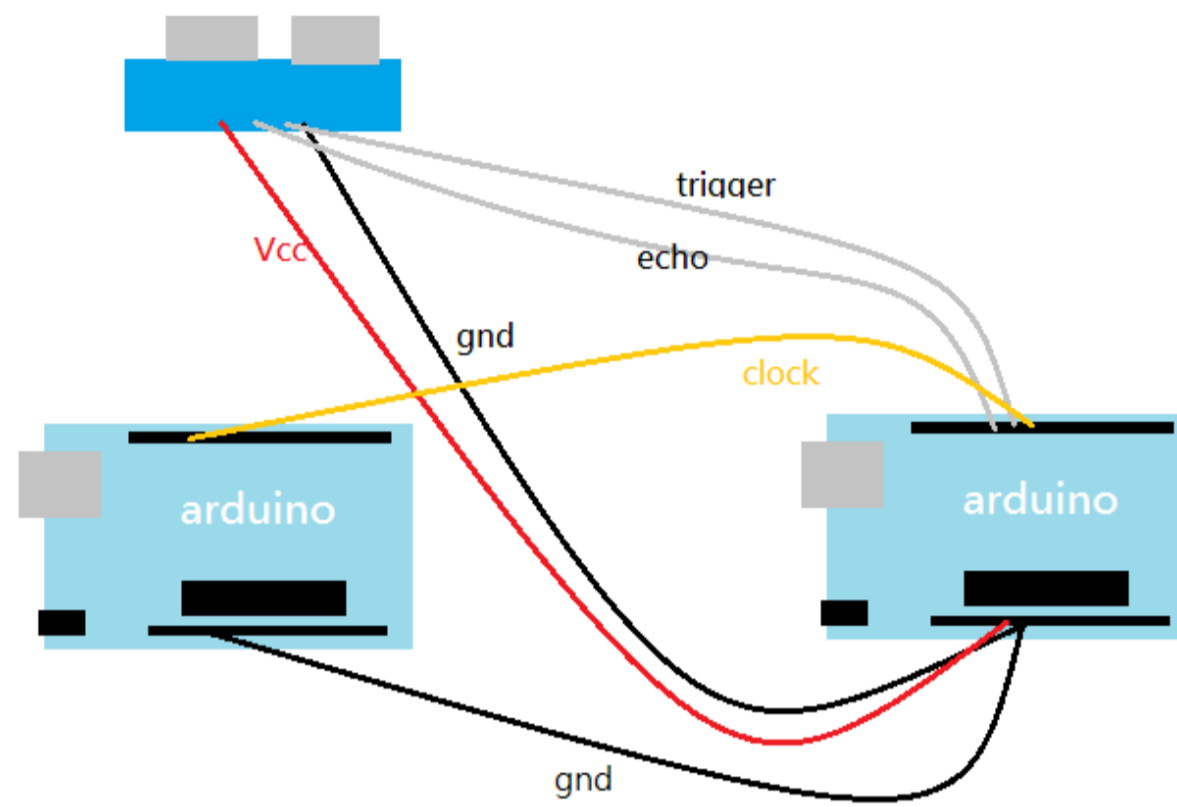 trigger
Vcc
echo
gnd
clock
arduino
arduino
gnd